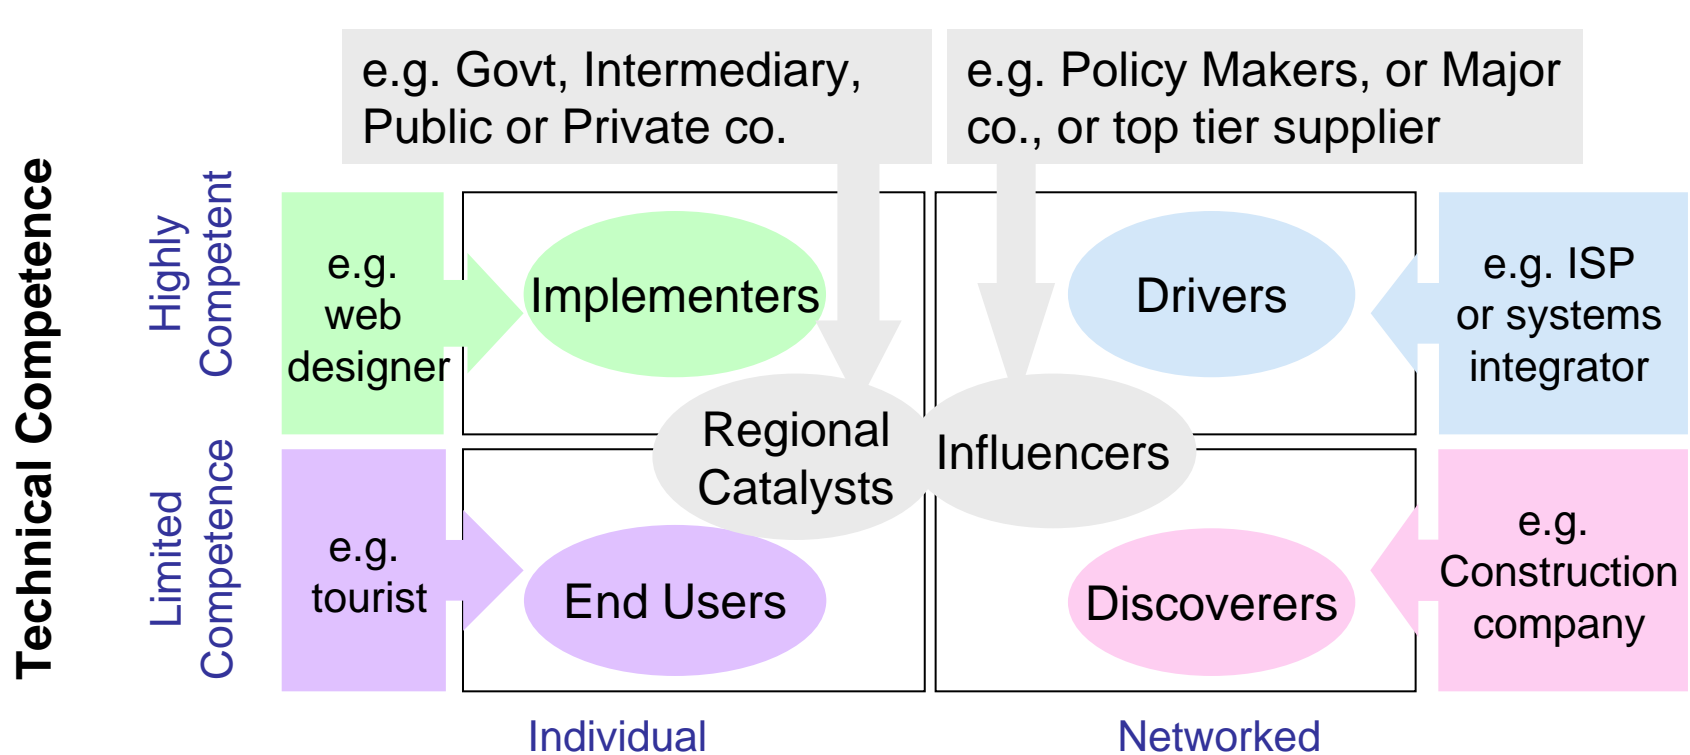 e.g. Govt, Intermediary,
Public or Private co.
e.g. Policy Makers, or Major
co., or top tier supplier
Technical Competence
Highly
Competent
e.g.
web
designer
Implementers
Drivers
e.g. ISP
or systems
integrator
Regional
Catalysts
Influencers
Limited
Competence
e.g.
tourist
End Users
Discoverers
e.g.
Construction
company
Individual
Networked